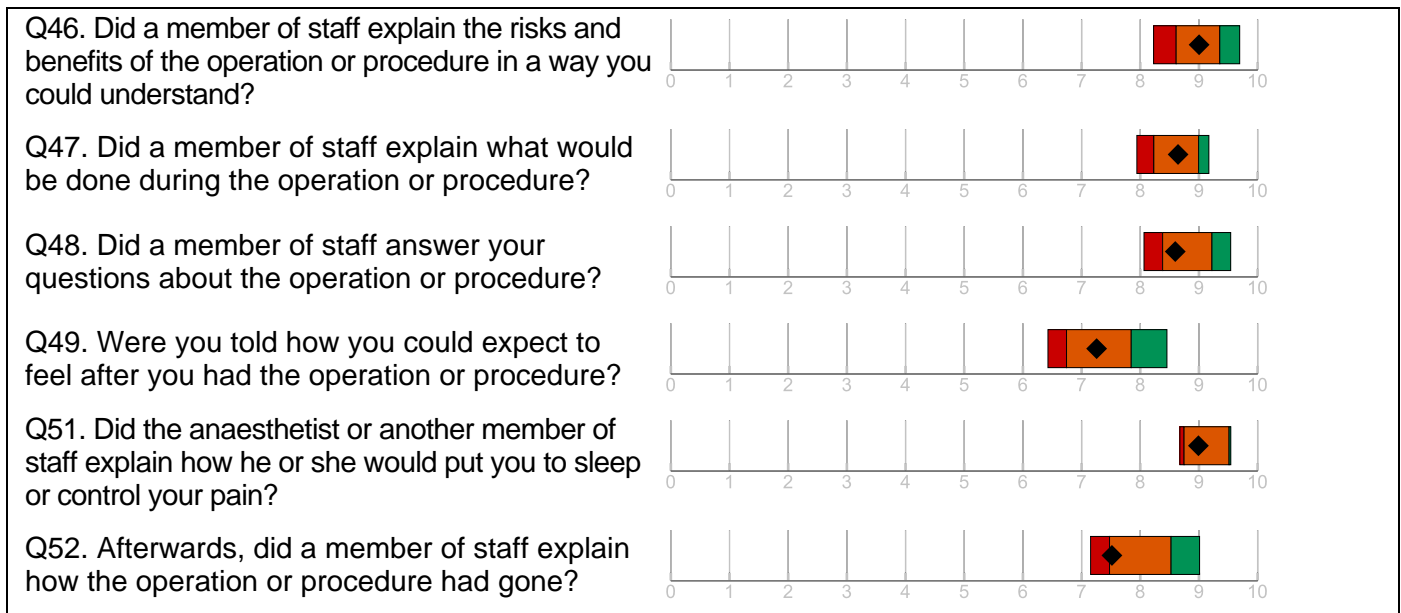 Q46. Did a member of staff explain the risks and
benefits of the operation or procedure in a way you
could understand?
0 1 2 3 4 5 6 7 8 9 10
Q47. Did a member of staff explain what would
be done during the operation or procedure?
0 1 2 3 4 5 6 7 8 9 10
Q48. Did a member of staff answer your
questions about the operation or procedure?
0 1 2 3 4 5 6 7 8 9 10
Q49. Were you told how you could expect to
feel after you had the operation or procedure?
0 1 2 3 4 5 6 7 8 9 10
Q51. Did the anaesthetist or another member of
staff explain how he or she would put you to sleep
or control your pain?
0 1 2 3 4 5 6 7 8 9 10
Q52. Afterwards, did a member of staff explain
how the operation or procedure had gone?
0 1 2 3 4 5 6 7 8 9 10